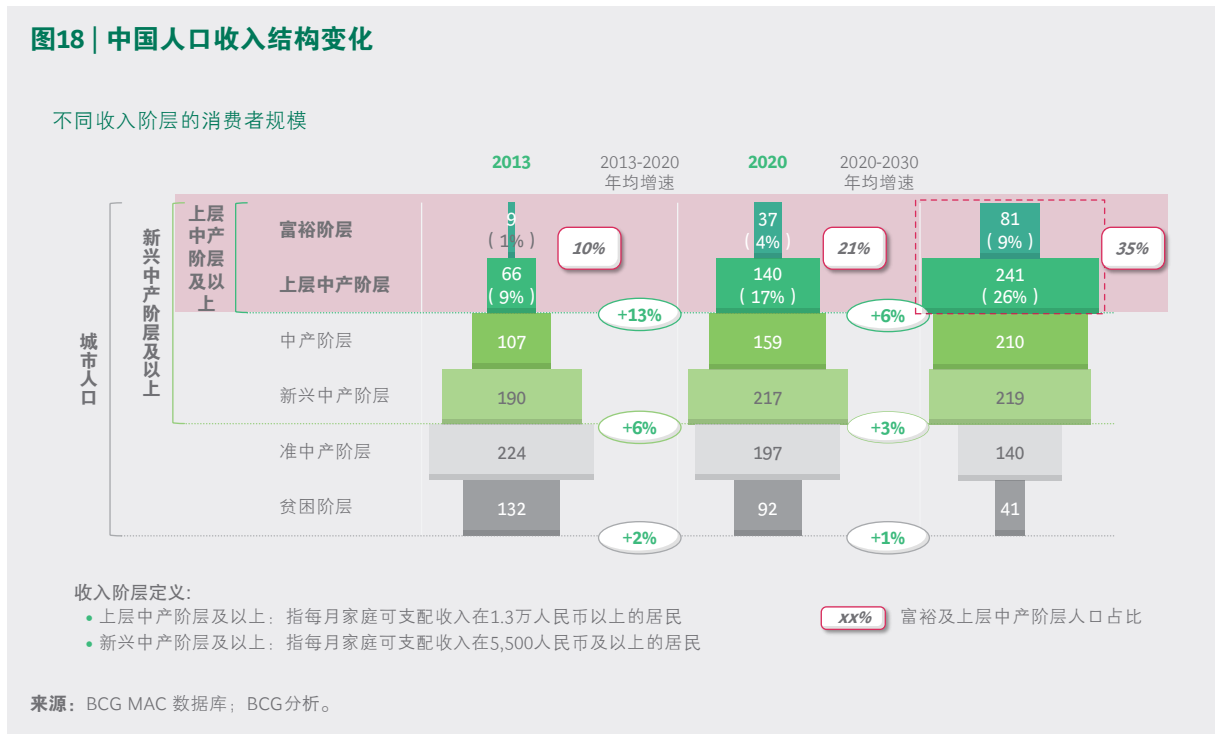 图18 | 中国人口收入结构变化
不同收入阶层的消费者规模
2013
2013-2020
年均增速
2020
2020-2030
年均增速
城市人口
新兴中产阶层及以上
上层
中产
阶层
及以
上
富裕阶层
9
( 1% )
10%
37
( 4% )
21%
81
( 9% )
35%
上层中产阶层
66
( 9% )
140
( 17% )
241
( 26% )
+13%
+6%
中产阶层
107
159
210
新兴中产阶层
190
217
219
+6%
+3%
准中产阶层
224
197
140
贫困阶层
132
92
41
+2%
+1%
收入阶层定义:
• 上层中产阶层及以上：指每月家庭可支配收入在1.3万人民币以上的居民
• 新兴中产阶层及以上：指每月家庭可支配收入在5,500人民币及以上的居民
xx% 富裕及上层中产阶层人口占比
来源：BCG MAC 数据库；BCG分析。